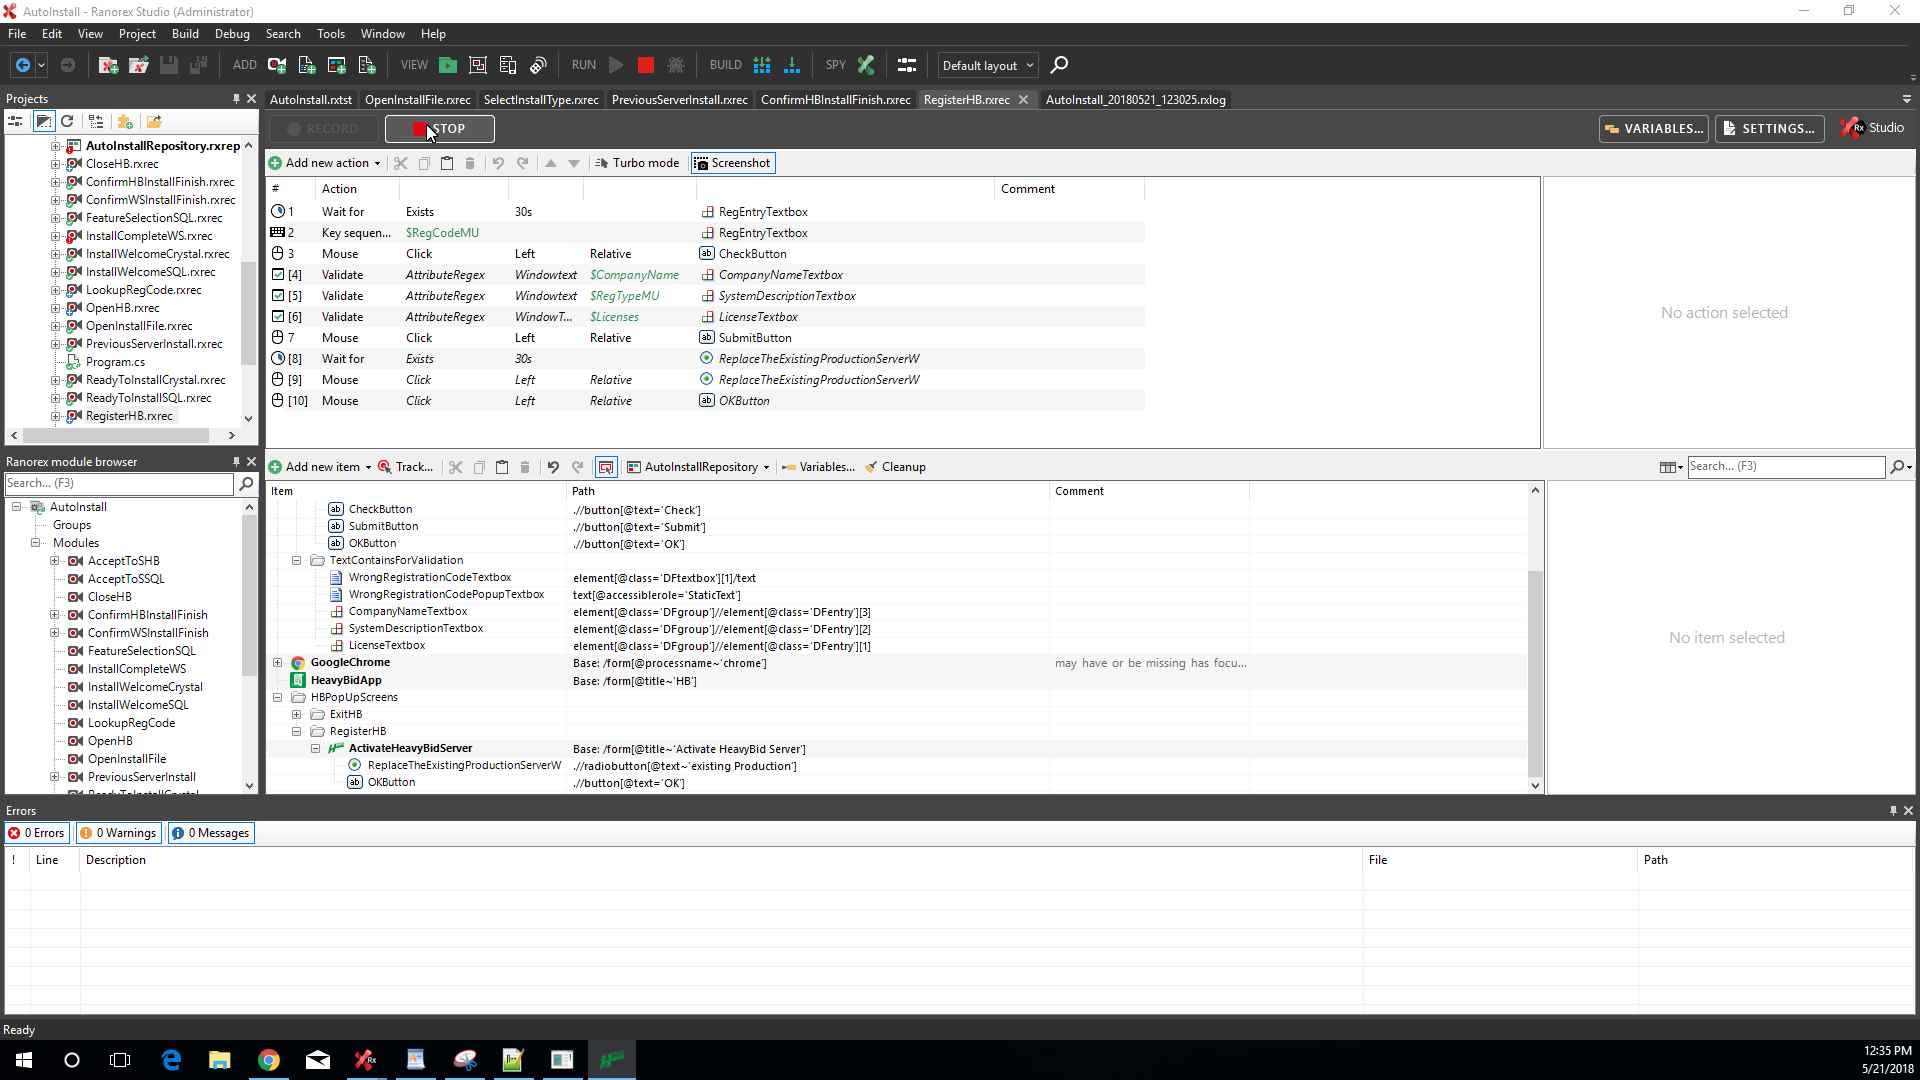 AutoInstall - Ranorex Studio (Administrator)
File Edit View Project Build Debug Search Tools Window Help
ADD VIEW RUN BUILD SPY Default layout
Projects
AutoInstall.rxtst OpenInstallFile.rxrec SelectInstallType.rxrec PreviousServerInstall.rxrec ConfirmHBInstallFinish.rxrec RegisterHB.rxrec AutoInstall_20180521_123025.rxlog
RECORD STOP VARIABLES... SETTINGS... Rx Studio
AutoInstallRepository.rxrep
CloseHB.rxrec
ConfirmHBInstallFinish.rxrec
ConfirmWSInstallFinish.rxrec
FeatureSelectionSQL.rxrec
InstallCompleteWS.rxrec
InstallWelcomeCrystal.rxrec
InstallWelcomeSQL.rxrec
LookupRegCode.rxrec
OpenHB.rxrec
OpenInstallFile.rxrec
PreviousServerInstall.rxrec
Program.cs
ReadyToInstallCrystal.rxrec
ReadyToInstallSQL.rxrec
RegisterHB.rxrec
Add new action Turbo mode Screenshot
# Action Comment
1 Wait for Exists 30s RegEntryTextbox
2 Key sequen... $RegCodeMU RegEntryTextbox
3 Mouse Click Left Relative CheckButton
[4] Validate AttributeRegex Windowtext $CompanyName CompanyNameTextbox
[5] Validate AttributeRegex Windowtext $RegTypeMU SystemDescriptionTextbox
[6] Validate AttributeRegex WindowT... $Licenses LicenseTextbox
7 Mouse Click Left Relative SubmitButton
[8] Wait for Exists 30s ReplaceTheExistingProductionServerW
[9] Mouse Click Left Relative ReplaceTheExistingProductionServerW
[10] Mouse Click Left Relative OKButton
No action selected
Ranorex module browser
Search... (F3)
AutoInstall
Groups
Modules
AcceptToSHB
AcceptToSSQL
CloseHB
ConfirmHBInstallFinish
ConfirmWSInstallFinish
FeatureSelectionSQL
InstallCompleteWS
InstallWelcomeCrystal
InstallWelcomeSQL
LookupRegCode
OpenHB
OpenInstallFile
PreviousServerInstall
ReadyToInstallCrystal
Add new item Track... AutoInstallRepository Variables... Cleanup Search... (F3)
Item Path Comment
CheckButton .//button[@text='Check']
SubmitButton .//button[@text='Submit']
OKButton .//button[@text='OK']
TextContainsForValidation
WrongRegistrationCodeTextbox element[@class='DFtextbox'][1]/text
WrongRegistrationCodePopupTextbox text[@accessiblerole='StaticText']
CompanyNameTextbox element[@class='DFgroup']//element[@class='DFentry'][3]
SystemDescriptionTextbox element[@class='DFgroup']//element[@class='DFentry'][2]
LicenseTextbox element[@class='DFgroup']//element[@class='DFentry'][1]
GoogleChrome Base: /form[@processname~'chrome'] may have or be missing has focu...
HeavyBidApp Base: /form[@title~'HB']
HBPopUpScreens
ExitHB
RegisterHB
ActivateHeavyBidServer Base: /form[@title~'Activate HeavyBid Server']
ReplaceTheExistingProductionServerW .//radiobutton[@text~'existing Production']
OKButton .//button[@text='OK']
No item selected
Errors
0 Errors 0 Warnings 0 Messages
! Line Description File Path
Ready
12:35 PM
5/21/2018